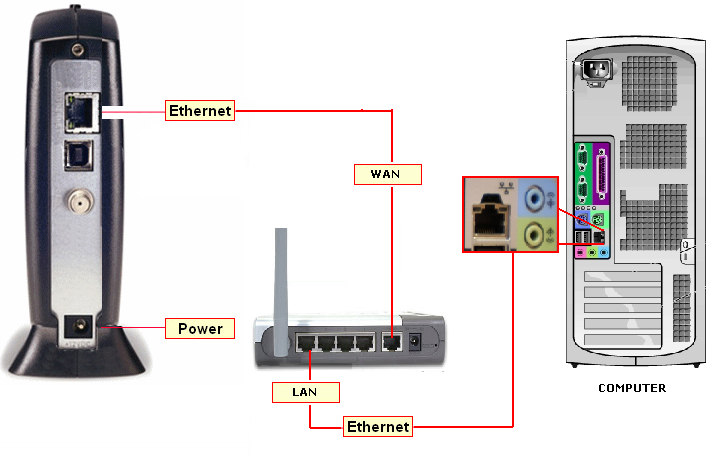 Ethernet
WAN
Power
LAN
Ethernet
COMPUTER